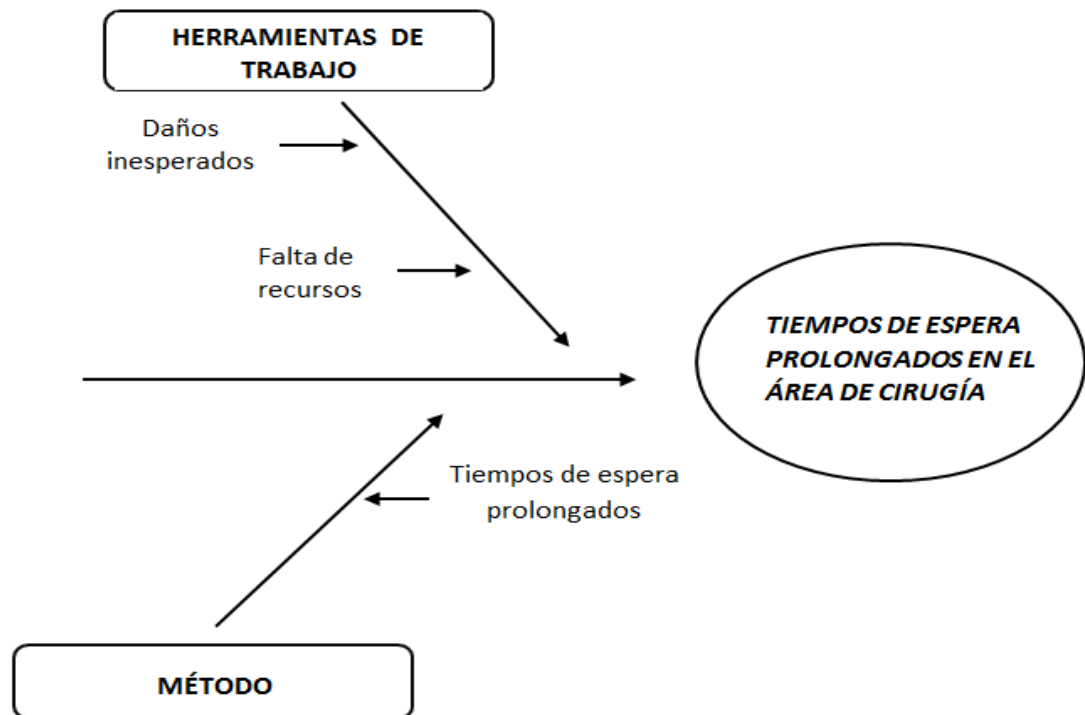 HERRAMIENTAS DE
TRABAJO
Daños
inesperados
Falta de
recursos
TIEMPOS DE ESPERA
PROLONGADOS EN EL
ÁREA DE CIRUGÍA
Tiempos de espera
prolongados
MÉTODO